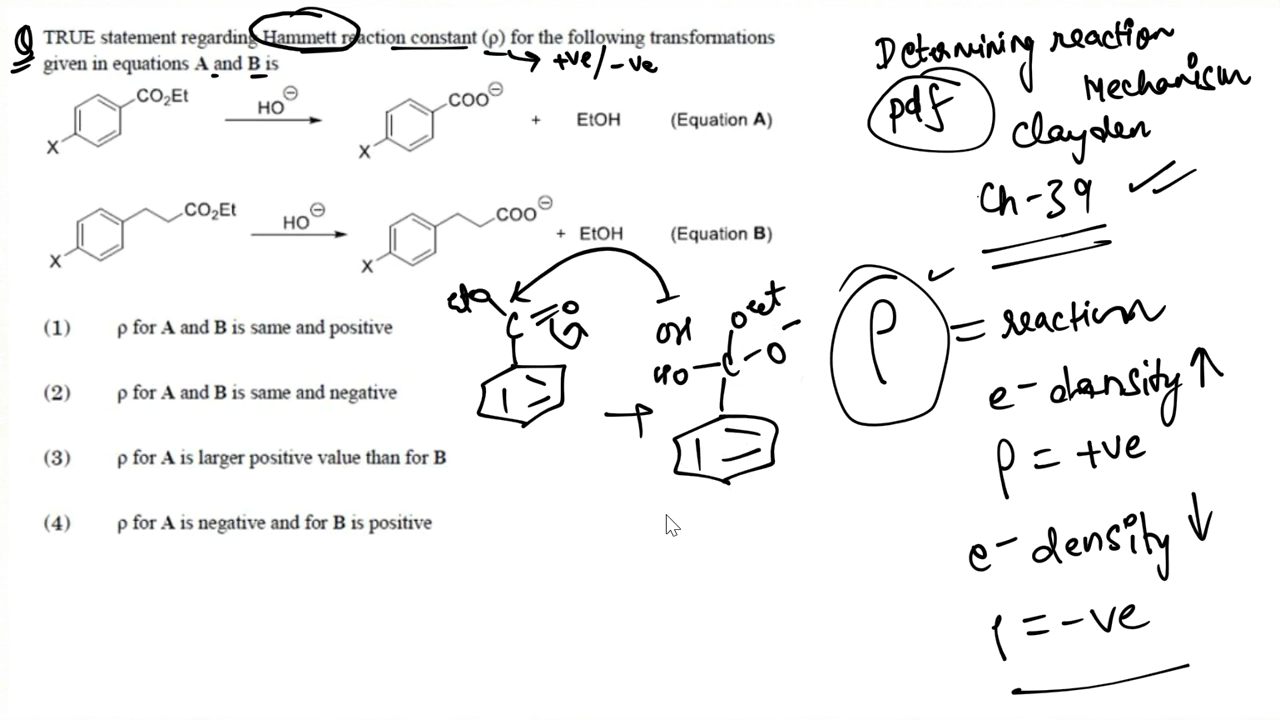 Q TRUE statement regarding Hammett reaction constant (ρ) for the following transformations
given in equations A and B is
→ +ve/-ve
CO₂Et
X
HO⊖
COO⊖
X
+ EtOH (Equation A)
CO₂Et
X
HO⊖
COO⊖
X
+ EtOH (Equation B)
(1) ρ for A and B is same and positive
(2) ρ for A and B is same and negative
(3) ρ for A is larger positive value than for B
(4) ρ for A is negative and for B is positive
EtO
C=O
OH
→
OEt
HO-C-O⁻
Determining reaction
Mechanism
pdf
Clayden
Ch-39
ρ = reaction
e- density ↑
ρ = +ve
e- density ↓
ρ = -ve